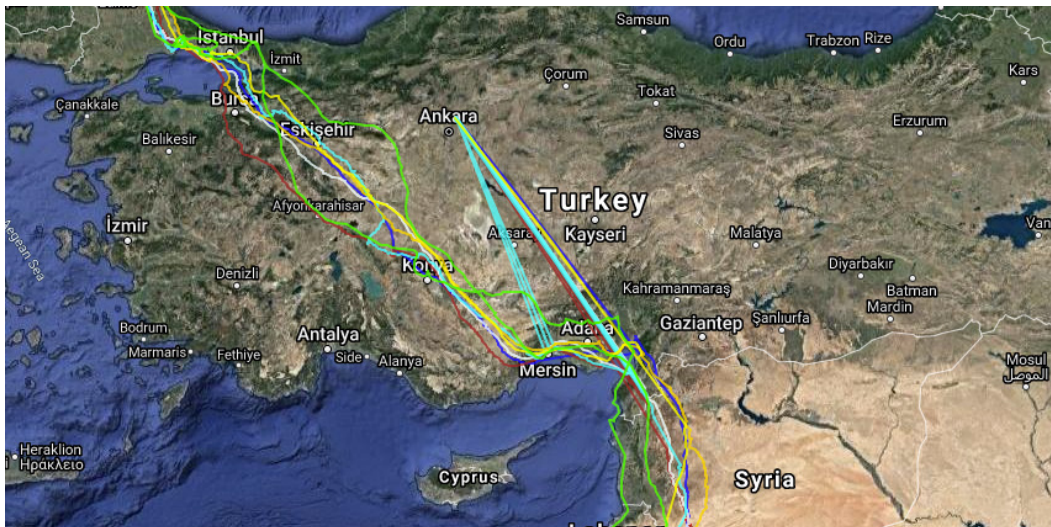 Samsun
Ordu
Trabzon
Rize
Istanbul
İzmit
Kars
Çorum
Tokat
Çanakkale
Bursa
Ankara
Erzurum
Balıkesir
Eskişehir
Sivas
Turkey
Afyonkarahisar
İzmir
Aksaray
Kayseri
Malatya
Van
Aegean Sea
Konya
Denizli
Diyarbakır
Batman
Kahramanmaraş
Mardin
Bodrum
Antalya
Adana
Gaziantep
Şanlıurfa
Marmaris
Fethiye
Side
Alanya
Mersin
Mosul
الموصل
Heraklion
Ηράκλειο
Cyprus
Syria